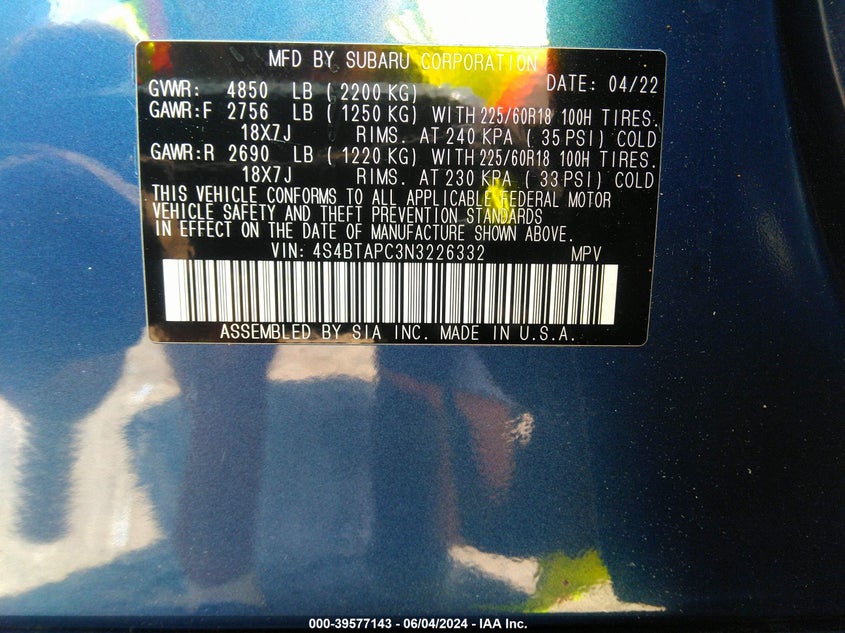 MFD BY SUBARU CORPORATION
DATE: 04/22
GVWR: 4850 LB ( 2200 KG)
GAWR:F 2756 LB ( 1250 KG) WITH 225/60R18 100H TIRES.
18X7J RIMS. AT 240 KPA ( 35 PSI) COLD
GAWR:R 2690 LB ( 1220 KG) WITH 225/60R18 100H TIRES.
18X7J RIMS. AT 230 KPA ( 33 PSI) COLD
THIS VEHICLE CONFORMS TO ALL APPLICABLE FEDERAL MOTOR
VEHICLE SAFETY AND THEFT PREVENTION STANDARDS
IN EFFECT ON THE DATE OF MANUFACTURE SHOWN ABOVE.
VIN: 4S4BTAPC3N3226332 MPV
ASSEMBLED BY SIA INC. MADE IN U.S.A.
000-39577143 - 06/04/2024 - IAA Inc.